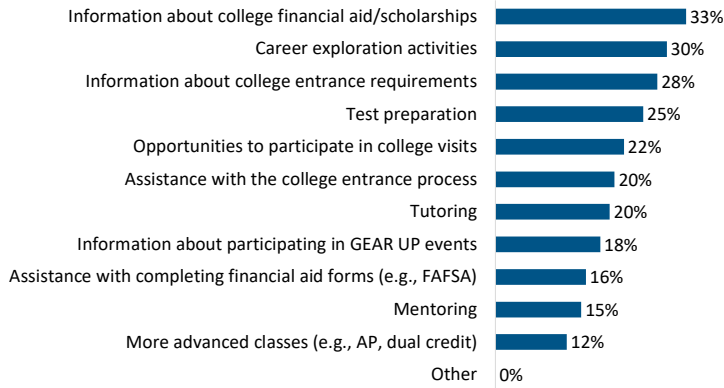 Information about college financial aid/scholarships 33%
Career exploration activities 30%
Information about college entrance requirements 28%
Test preparation 25%
Opportunities to participate in college visits 22%
Assistance with the college entrance process 20%
Tutoring 20%
Information about participating in GEAR UP events 18%
Assistance with completing financial aid forms (e.g., FAFSA) 16%
Mentoring 15%
More advanced classes (e.g., AP, dual credit) 12%
Other 0%